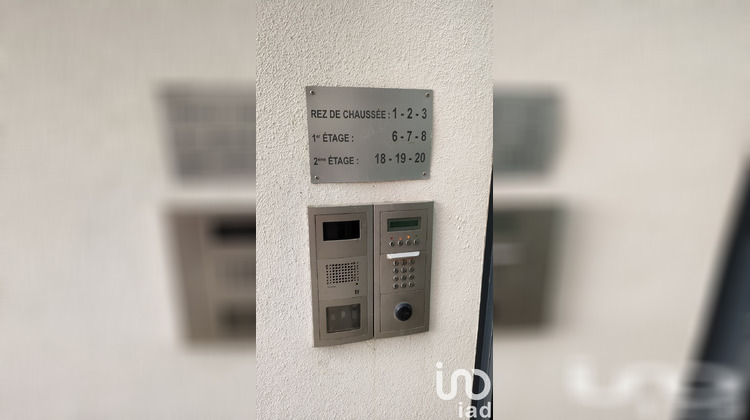 REZ DE CHAUSSÉE : 1 - 2 - 3
1er ÉTAGE : 6 - 7 - 8
2ème ÉTAGE : 18 - 19 - 20
iad